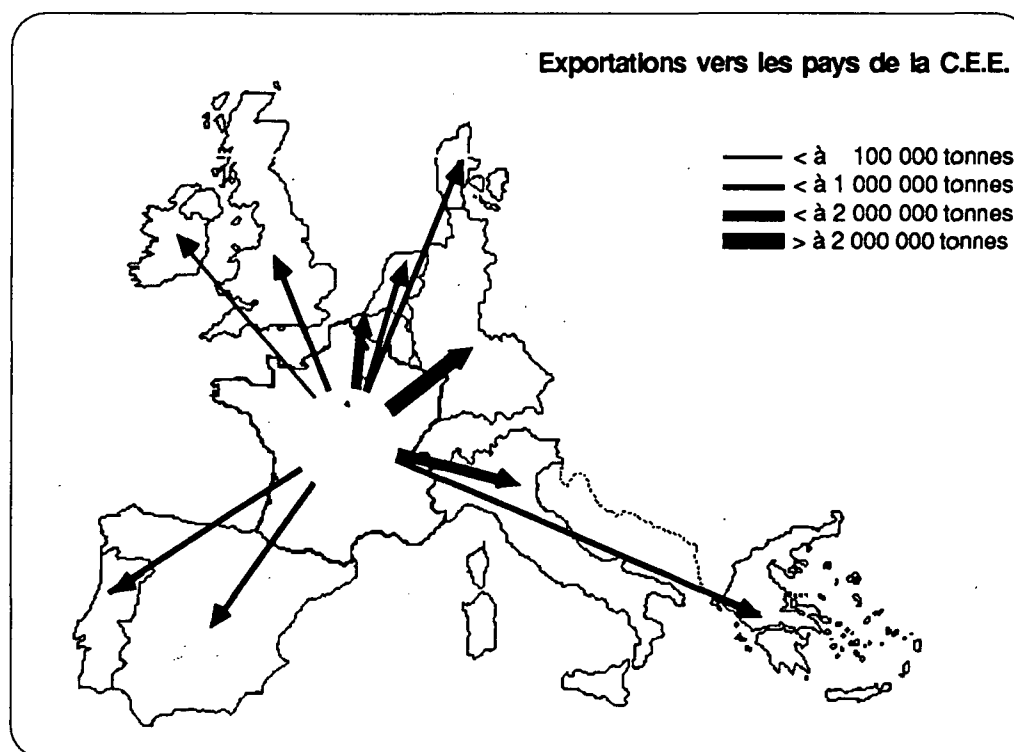 Exportations vers les pays de la C.E.E.
< à 100 000 tonnes
< à 1 000 000 tonnes
< à 2 000 000 tonnes
> à 2 000 000 tonnes